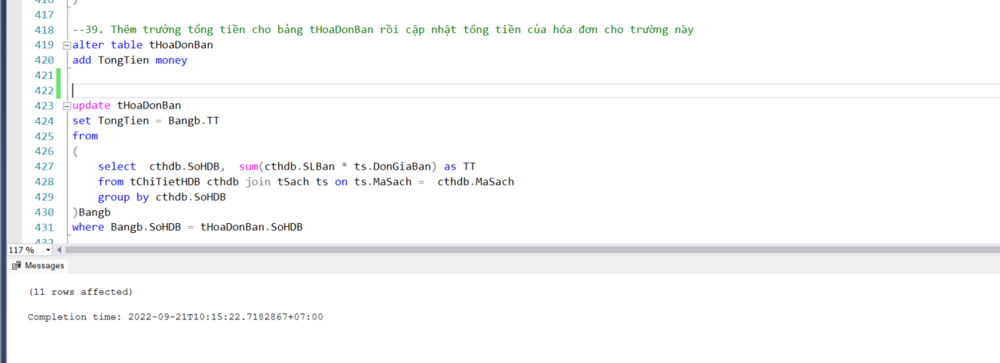 416 )
417
418 --39. Thêm trường tổng tiền cho bảng tHoaDonBan rồi cập nhật tổng tiền của hóa đơn cho trường này
419 alter table tHoaDonBan
420 add TongTien money
421
422
423 update tHoaDonBan
424 set TongTien = Bangb.TT
425 from
426 (
427 select cthdb.SoHDB, sum(cthdb.SLBan * ts.DonGiaBan) as TT
428 from tChiTietHDB cthdb join tSach ts on ts.MaSach = cthdb.MaSach
429 group by cthdb.SoHDB
430 )Bangb
431 where Bangb.SoHDB = tHoaDonBan.SoHDB
432
117 %
Messages
(11 rows affected)
Completion time: 2022-09-21T10:15:22.7182867+07:00